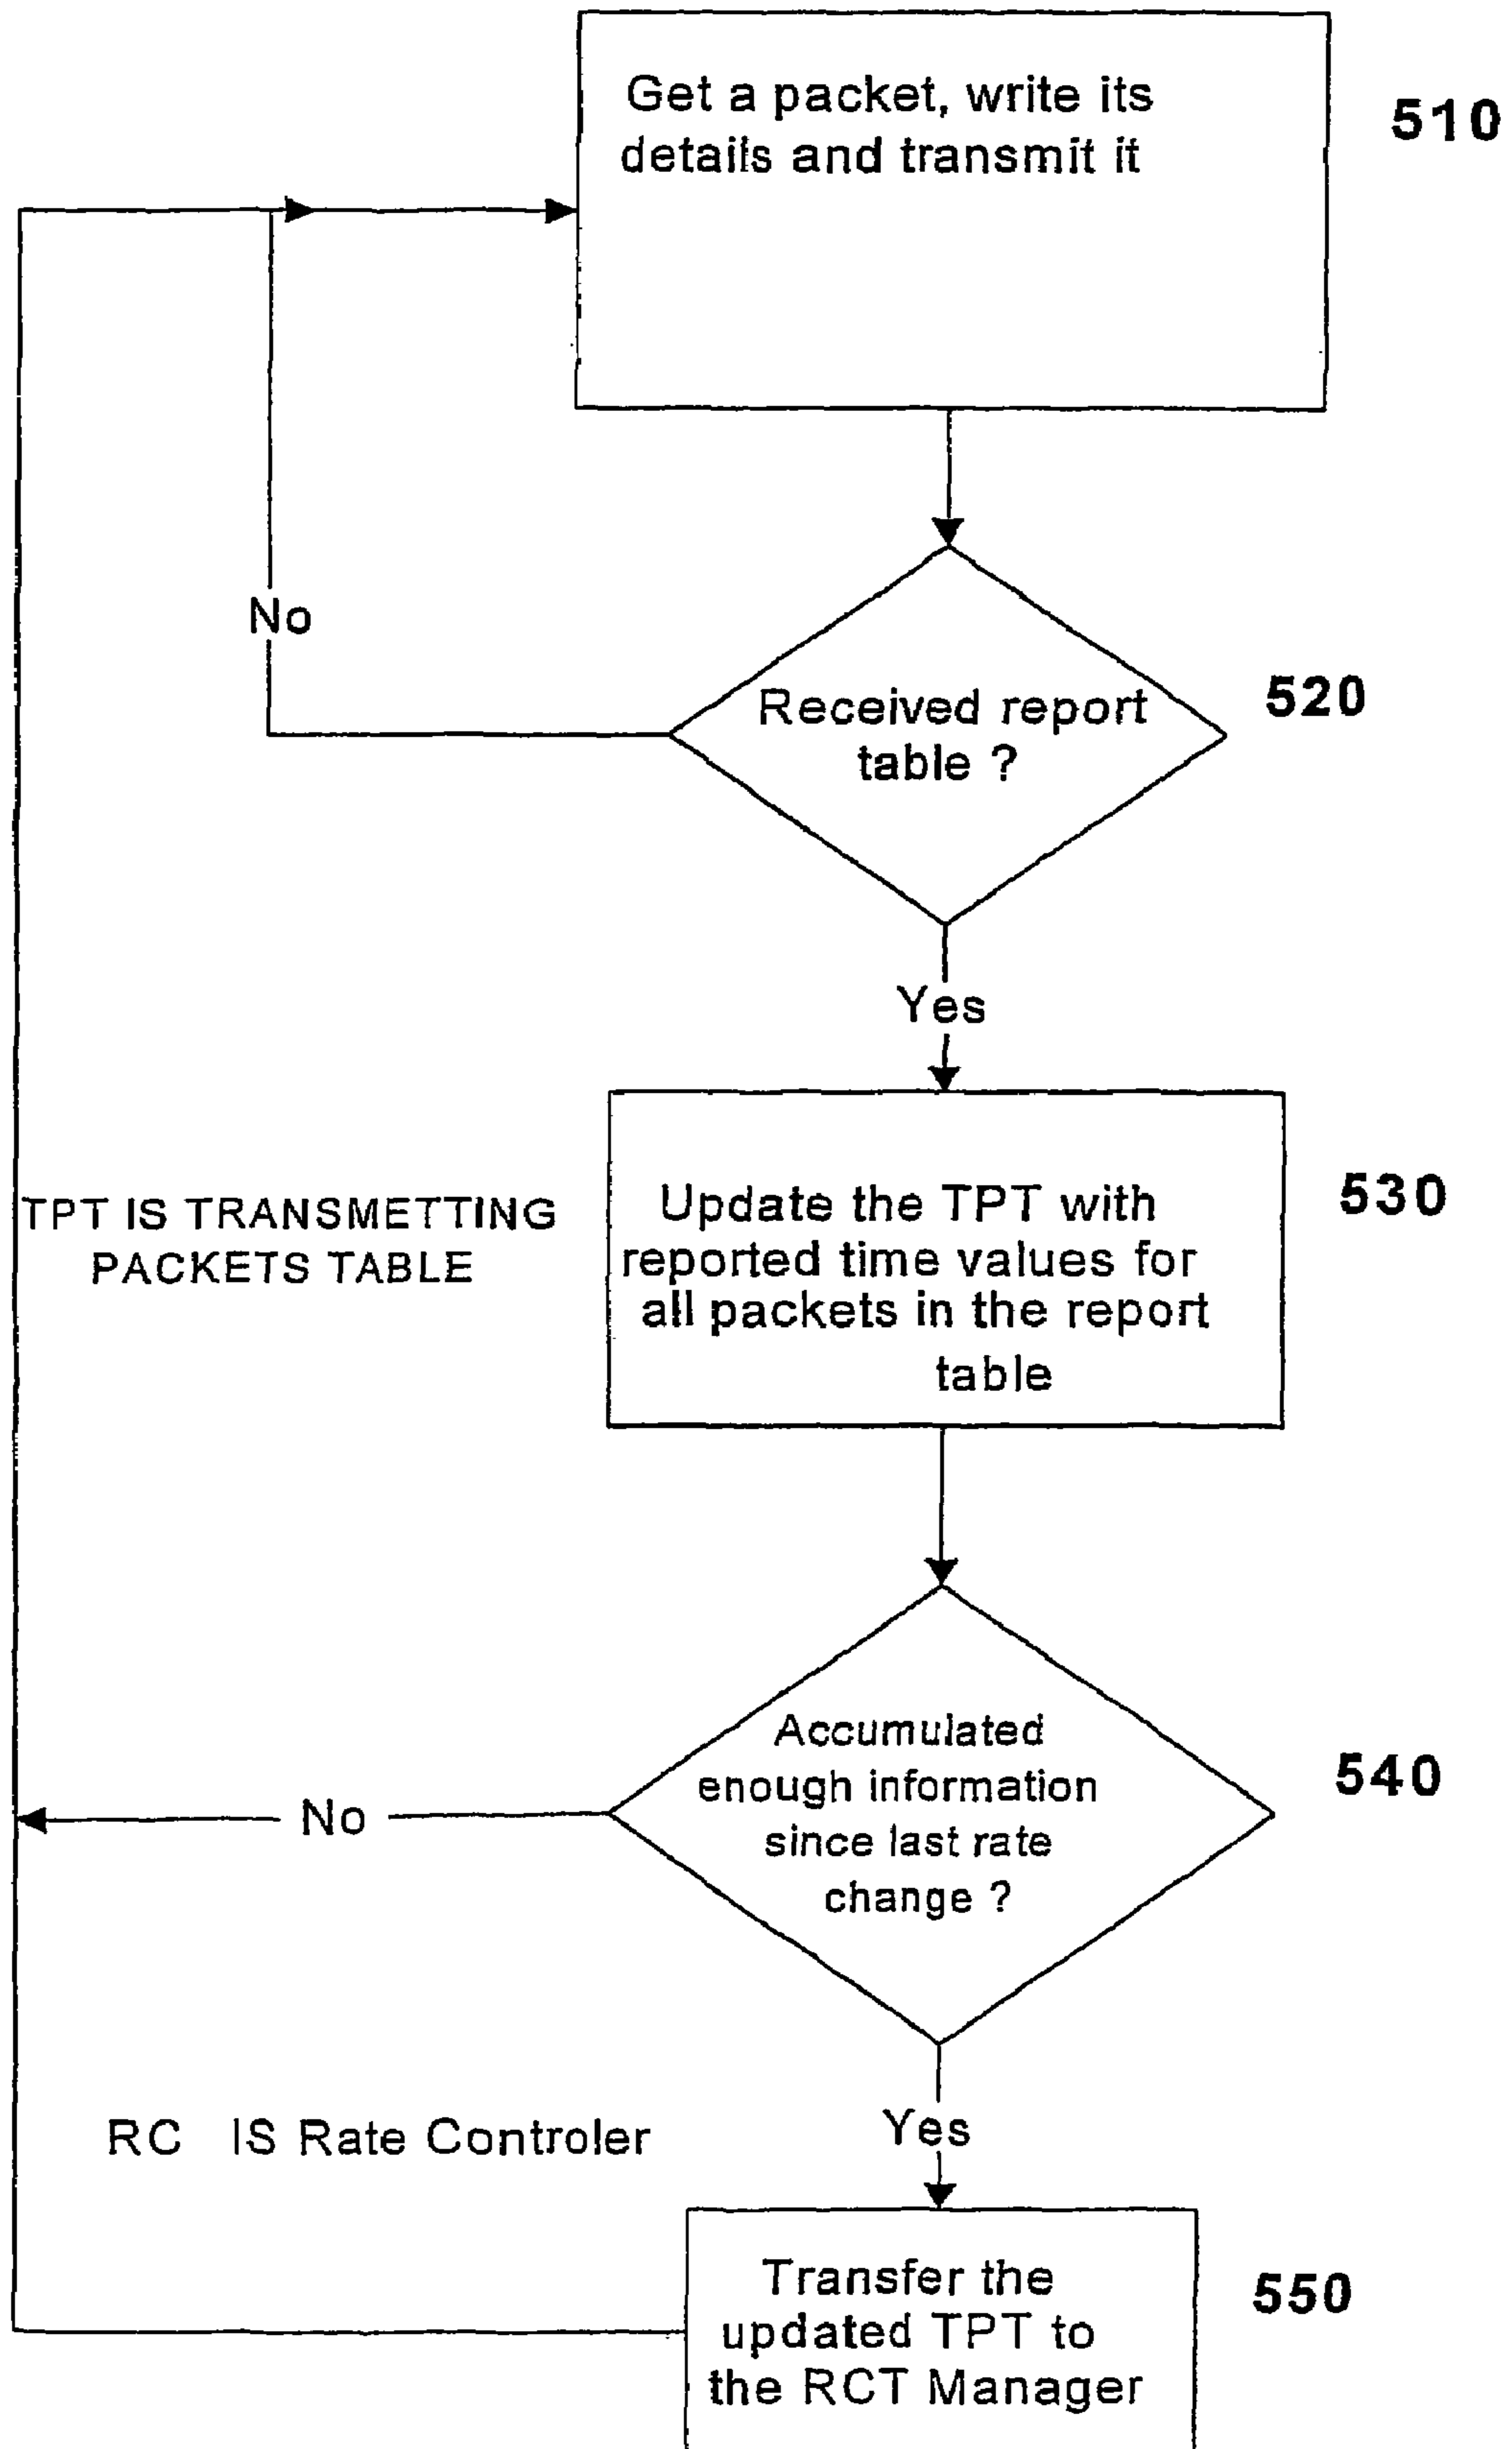 Get a packet, write its
details and transmit it
510
No
Received report
table ?
520
Yes
TPT IS TRANSMETTING
PACKETS TABLE
Update the TPT with
reported time values for
all packets in the report
table
530
Accumulated
enough information
since last rate
change ?
540
No
RC IS Rate Controler
Yes
Transfer the
updated TPT to
the RCT Manager
550